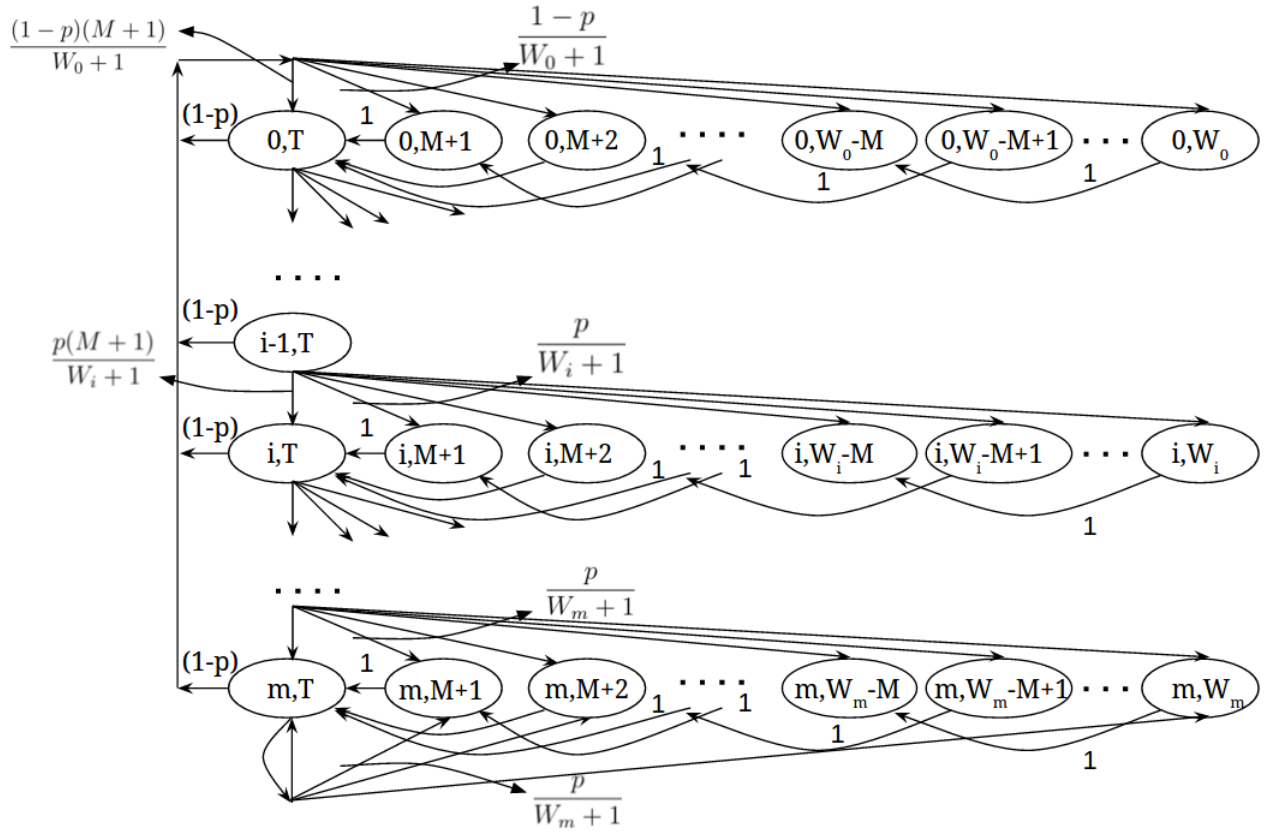 (1 − p)(M + 1)
W₀ + 1
1 − p
W₀ + 1
(1-p)
1
0,T
0,M+1
0,M+2
. . . .
0,W₀-M
0,W₀-M+1
. . .
0,W₀
1
1
1
. . . .
(1-p)
i-1,T
p(M + 1)
Wᵢ + 1
p
Wᵢ + 1
(1-p)
1
i,T
i,M+1
i,M+2
. . . .
i,Wᵢ-M
i,Wᵢ-M+1
. . .
i,Wᵢ
1
1
1
. . . .
p
Wₘ + 1
(1-p)
1
m,T
m,M+1
m,M+2
. . . .
m,Wₘ-M
m,Wₘ-M+1
. . .
m,Wₘ
1
1
1
1
p
Wₘ + 1